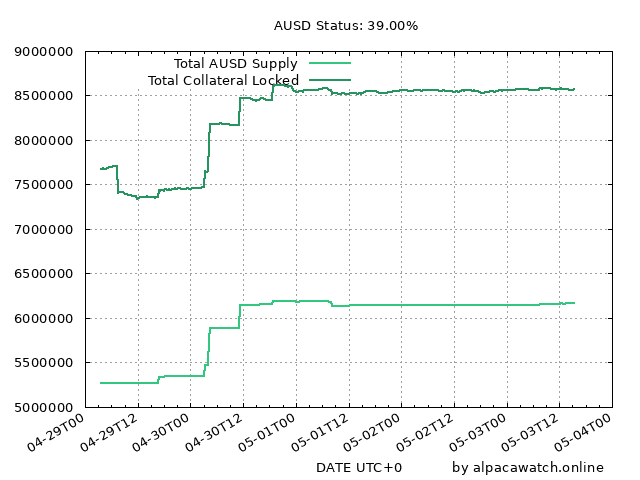 AUSD Status: 39.00%
9000000
Total AUSD Supply
Total Collateral Locked
8500000
8000000
7500000
7000000
6500000
6000000
5500000
5000000
04-29T00 04-29T12 04-30T00 04-30T12 05-01T00 05-01T12 05-02T00 05-02T12 05-03T00 05-03T12 05-04T00
DATE UTC+0 by alpacawatch.online